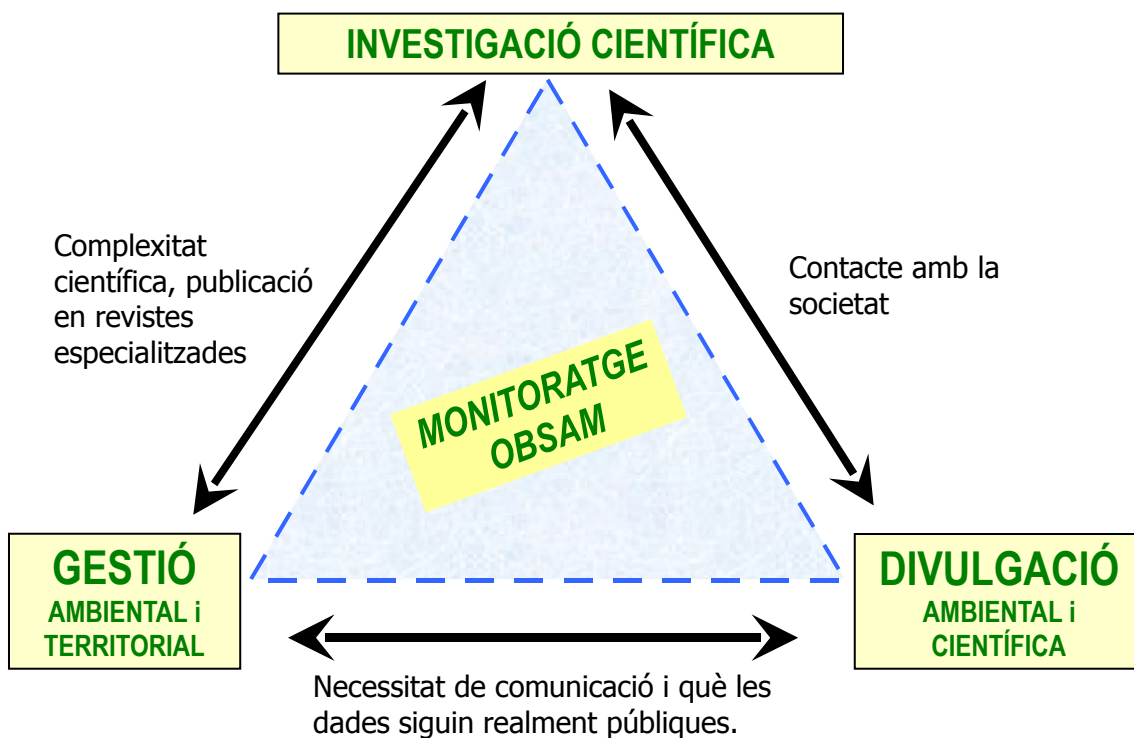 INVESTIGACIÓ CIENTÍFICA
Complexitat
científica, publicació
en revistes
especialitzades
Contacte amb la
societat
MONITORATGE
OBSAM
GESTIÓ
AMBIENTAL i
TERRITORIAL
DIVULGACIÓ
AMBIENTAL i
CIENTÍFICA
Necessitat de comunicació i què les
dades siguin realment públiques.